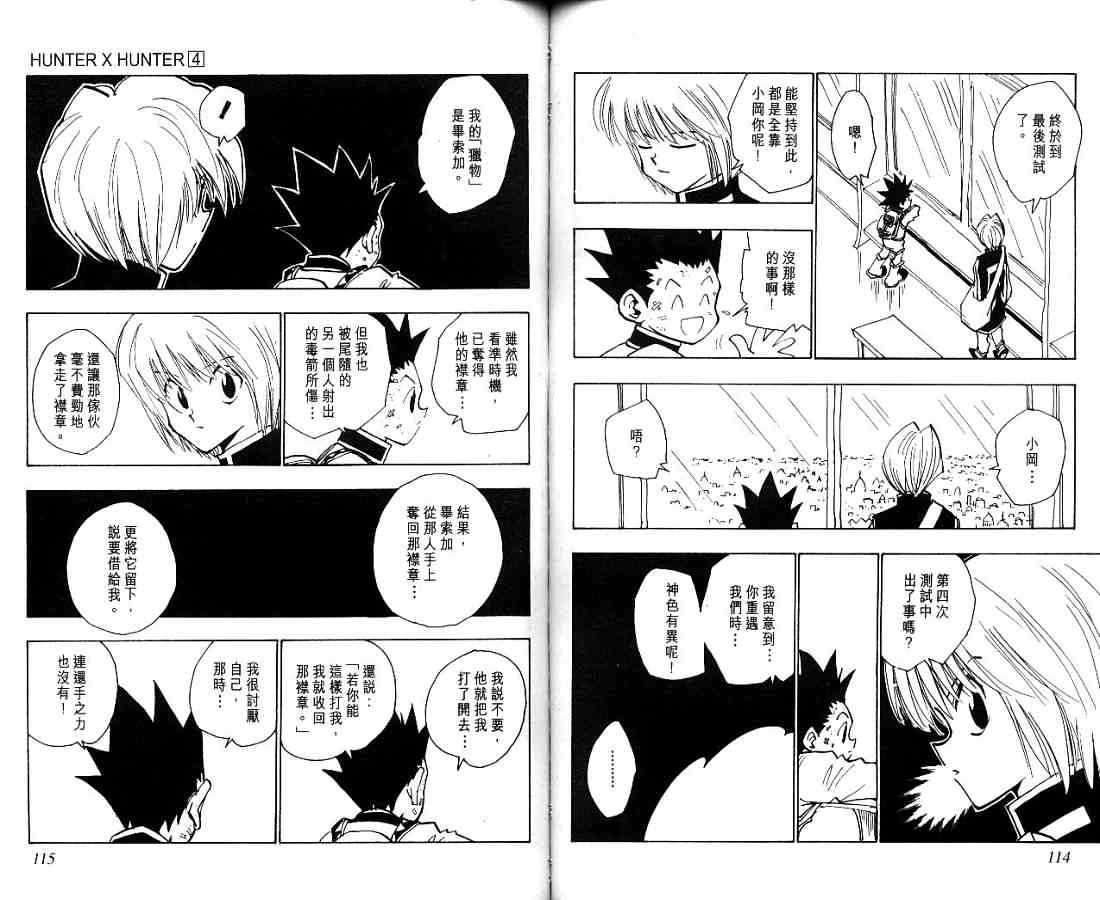 終於到
最後測試
了。
嗯！
能堅持到此，
都是全靠
小岡你呢！
沒那樣
的事啊！
小岡…
唔？
第四次
測試中
出了事嗎？
我留意到…
你重遇
我們時…
神色有異呢！
…………
114
HUNTER X HUNTER 4
我的「獵物」
是畢索加。
！
雖然我
看準時機，
已奪得
他的襟章…
但我也
被尾隨的
另一個人射出
的毒箭所傷…
還讓那傢伙
毫不費勁地
拿走了襟章。
結果，
畢索加
從那人手上
奪回那襟章…
更將它留下，
說要借給我。
我說不要，
他就把我
打了開去…
還說：
「若你能
這樣打我，
我就收回
那襟章。」
我很討厭
自己，
那時…
連還手之力
也沒有！
115